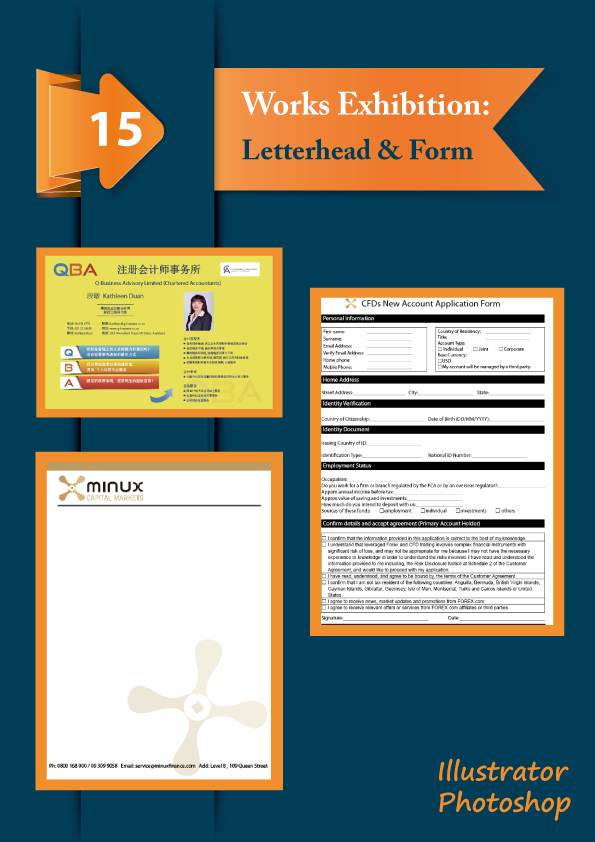 15
Works Exhibition:
Letterhead & Form
QBA
注册会计师事务所
Q-Business Advisory Limited (Chartered Accountants)
段敏 Kathleen Duan
Q
B
A
QBA
CFDs New Account Application Form
Personal Information
First name:
Surname:
Email Address:
Verify Email Address:
Home phone:
Mobile Phone:
Country of Residency:
Title:
Account Type:
Individual Joint Corporate
Base Currency:
USD
My account will be managed by a third party.
Home Address
Street Address: City: State:
Identity Verification
Country of Citizenship: Date of Birth (DD/MM/YYYY):
Identity Document
Issuing Country of ID:
Identification Type: National ID Number:
Employment Status
Occupation:
Do you work for a firm or branch regulated by the FCA or by an overseas regulator?
Approx annual income before tax:
Approx value of saving and investments:
How much do you intend to deposit with us:
Sources of these funds: employment individual investments others
Confirm details and accept agreement (Primary Account Holder)
I confirm that the information provided in this application is correct to the best of my knowledge
I understand that leveraged Forex and CFD trading involves complex financial instruments with
significant risk of loss, and may not be appropriate for me because I may not have the necessary
experience or knowledge in order to understand the risks involved. I have read and understood the
information provided to me including, the Risk Disclosure Notice at Schedule 2 of the Customer
Agreement, and would like to proceed with my application.
I have read, understood, and agree to be bound by, the terms of the Customer Agreement
I confirm that I am not tax resident of the following countries: Anguilla, Bermuda, British Virgin Islands,
Cayman Islands, Gibraltar, Guernsey, Isle of Man, Montserrat, Turks and Caicos Islands or United
States.
I agree to receive news, market updates and promotions from FOREX.com
I agree to receive relevant offers or services from FOREX.com affiliates or third parties
Signature: Date:
minux
CAPITAL MARKETS
Ph: 0800 168 900 / 09 309 9058 Email: service@minuxfinance.com Add: Level 8 , 109 Queen Street
Illustrator
Photoshop